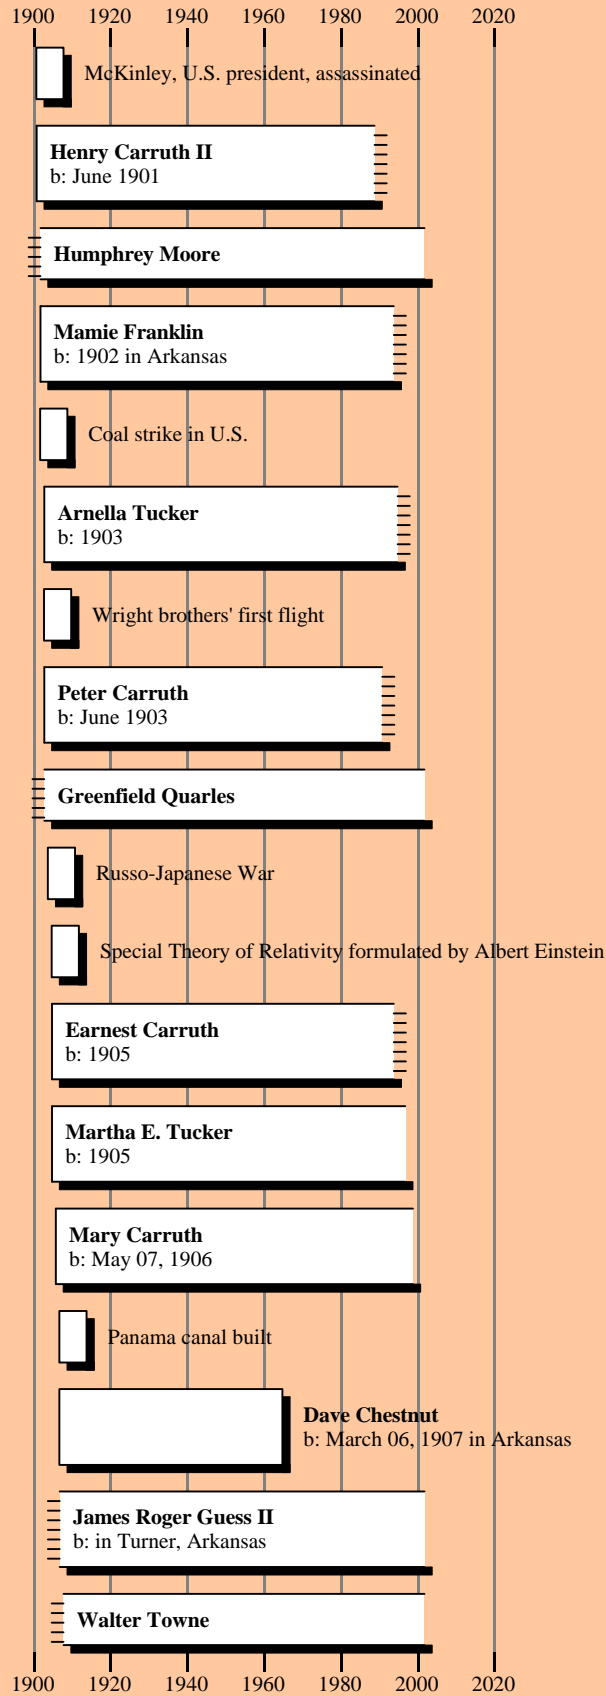 1900 1920 1940 1960 1980 2000 2020
McKinley, U.S. president, assassinated
Henry Carruth II
b: June 1901
Humphrey Moore
Mamie Franklin
b: 1902 in Arkansas
Coal strike in U.S.
Arnella Tucker
b: 1903
Wright brothers' first flight
Peter Carruth
b: June 1903
Greenfield Quarles
Russo-Japanese War
Special Theory of Relativity formulated by Albert Einstein
Earnest Carruth
b: 1905
Martha E. Tucker
b: 1905
Mary Carruth
b: May 07, 1906
Panama canal built
Dave Chestnut
b: March 06, 1907 in Arkansas
James Roger Guess II
b: in Turner, Arkansas
Walter Towne
1900 1920 1940 1960 1980 2000 2020